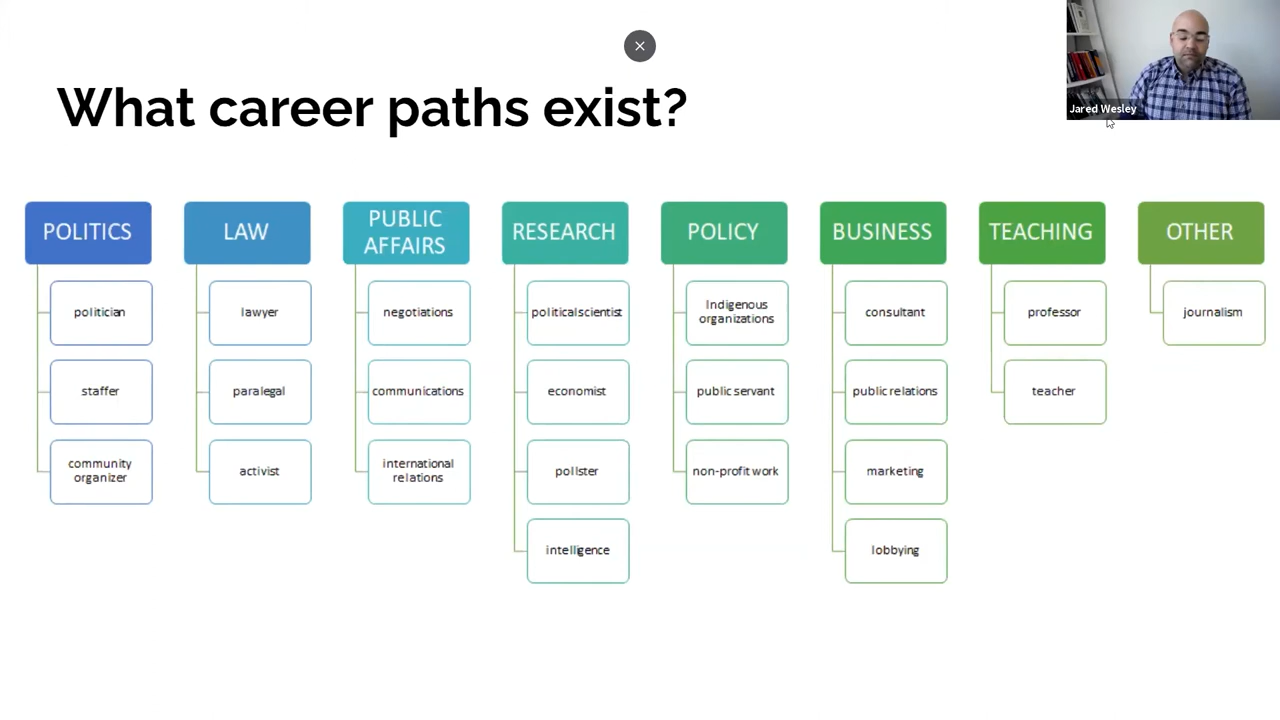 Jared Wesley
What career paths exist?
POLITICS
politician
staffer
community
organizer
LAW
lawyer
paralegal
activist
PUBLIC
AFFAIRS
negotiations
communications
international
relations
RESEARCH
political scientist
economist
pollster
intelligence
POLICY
Indigenous
organizations
public servant
non-profit work
BUSINESS
consultant
public relations
marketing
lobbying
TEACHING
professor
teacher
OTHER
journalism